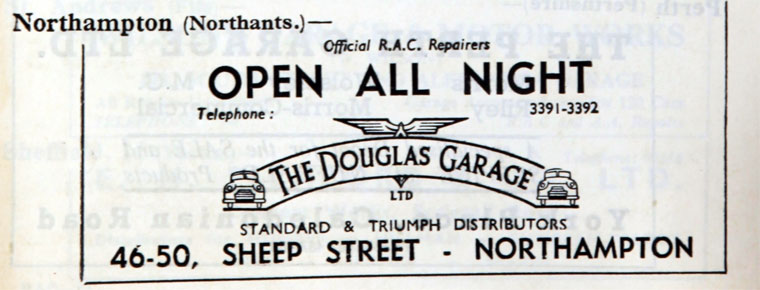 Northampton (Northants.)—
Official R.A.C. Repairers
OPEN ALL NIGHT
Telephone : 3391-3392
THE DOUGLAS GARAGE
LTD
STANDARD & TRIUMPH DISTRIBUTORS
46-50, SHEEP STREET - NORTHAMPTON